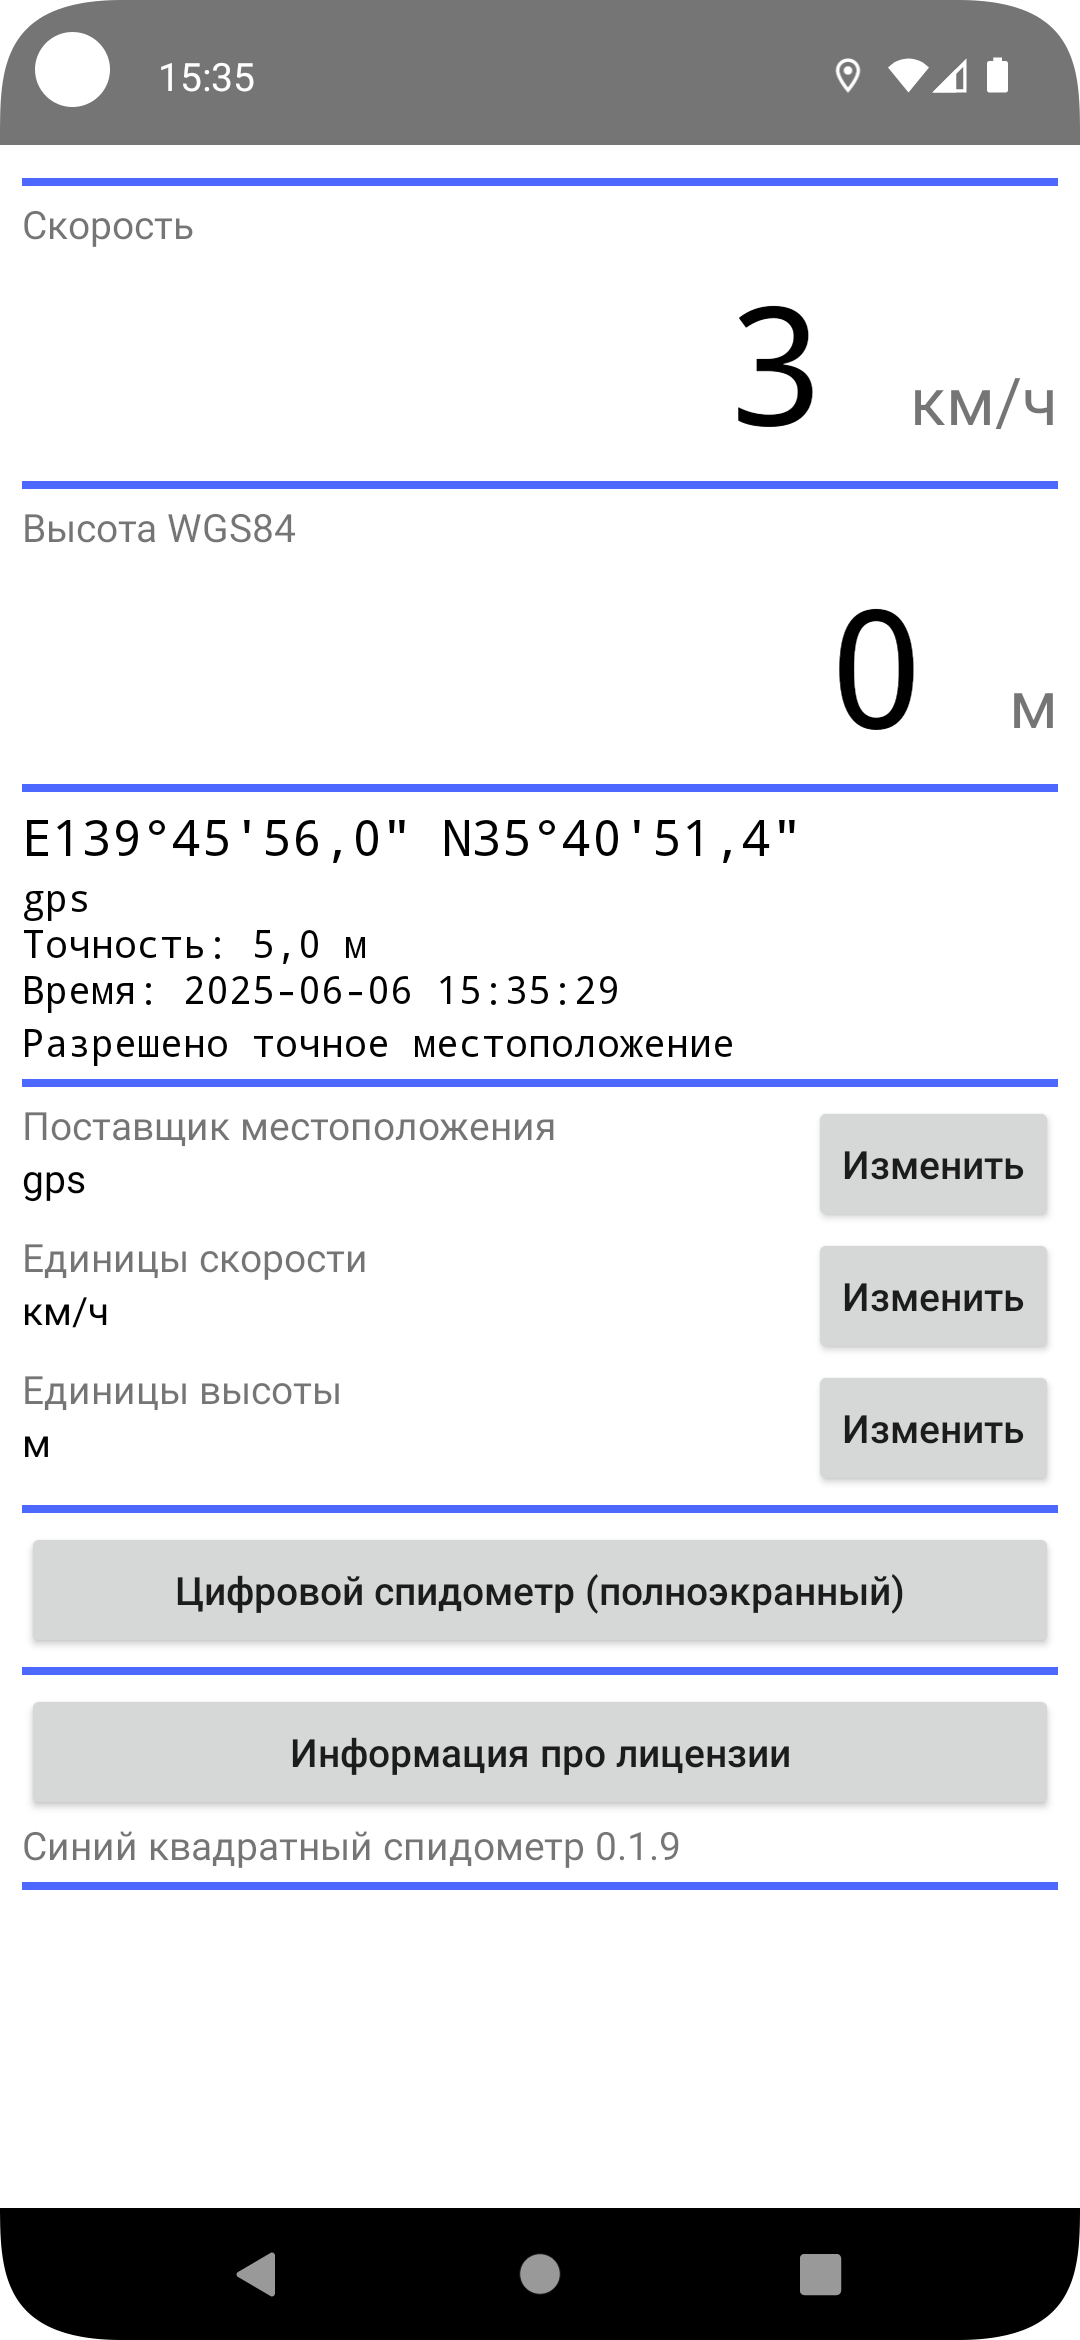 15:35
Скорость
3 км/ч
Высота WGS84
0 м
E139°45'56,0" N35°40'51,4"
gps
Точность: 5,0 м
Время: 2025-06-06 15:35:29
Разрешено точное местоположение
Поставщик местоположения
gps
Изменить
Единицы скорости
км/ч
Изменить
Единицы высоты
м
Изменить
Цифровой спидометр (полноэкранный)
Информация про лицензии
Синий квадратный спидометр 0.1.9